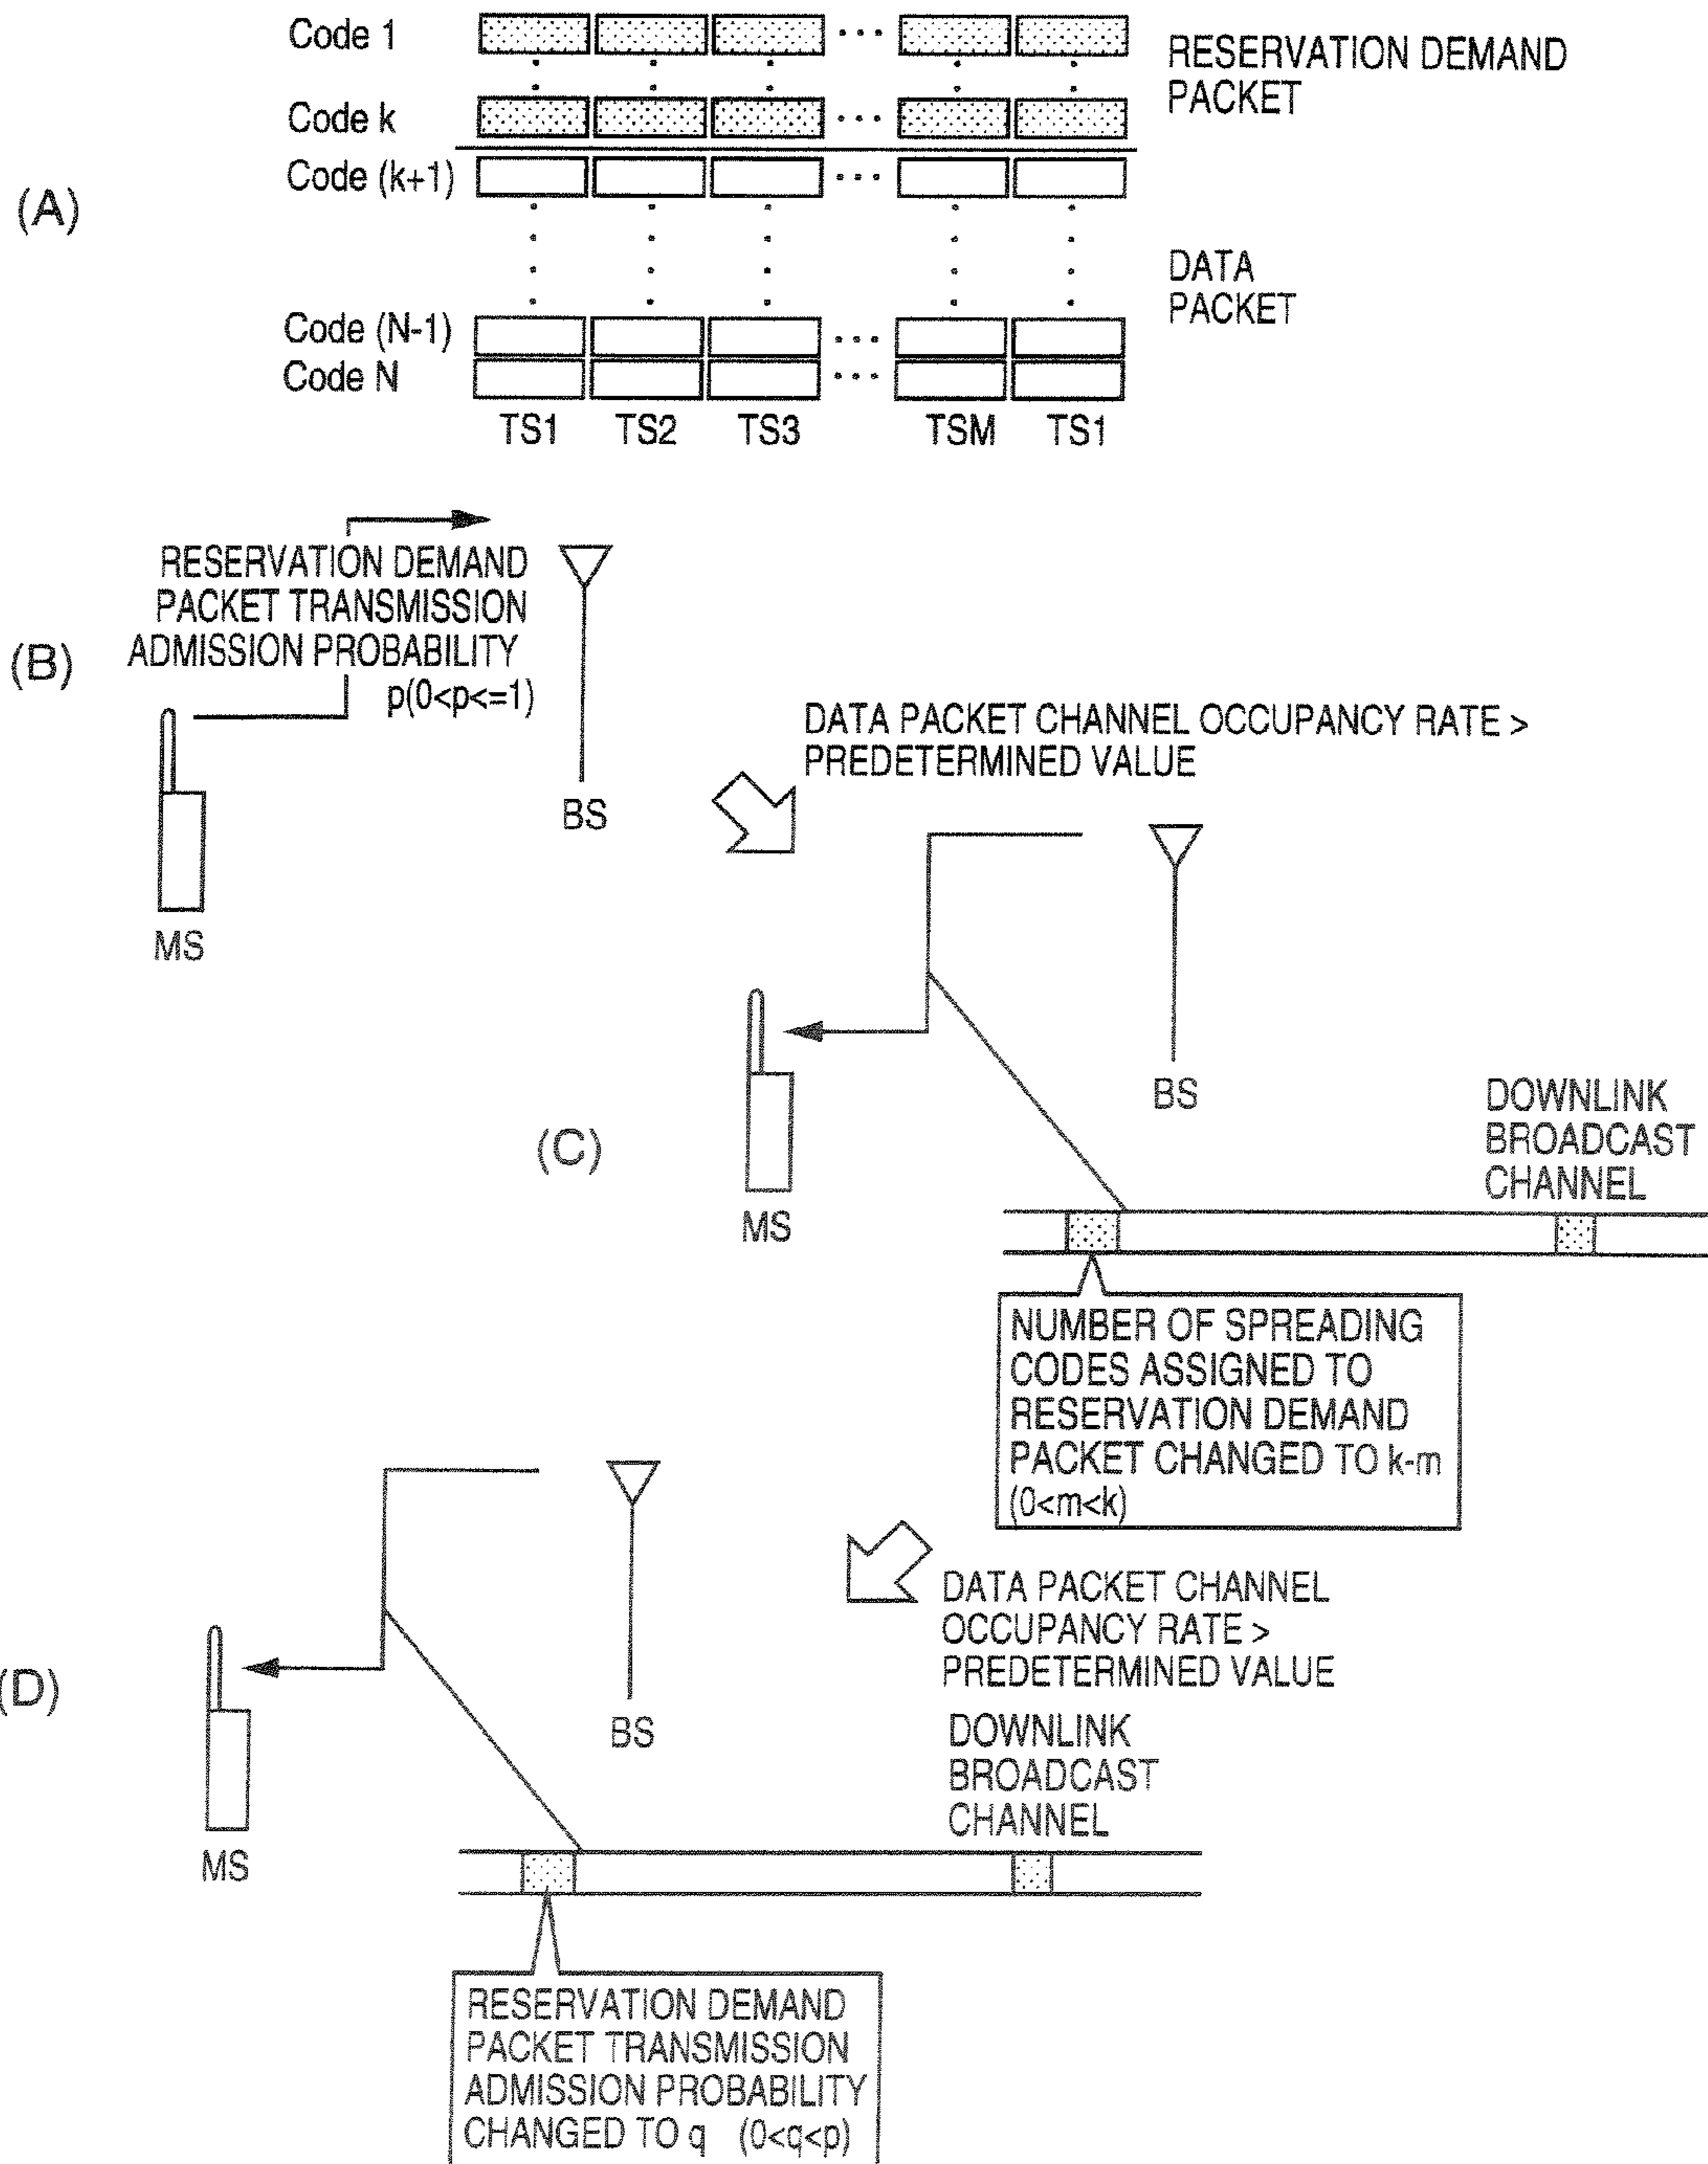 (A)
Code 1
Code k
Code (k+1)
Code (N-1)
Code N
TS1 TS2 TS3 ... TSM TS1
RESERVATION DEMAND
PACKET
DATA
PACKET
(B)
RESERVATION DEMAND
PACKET TRANSMISSION
ADMISSION PROBABILITY
p(0<p<=1)
MS
BS
DATA PACKET CHANNEL OCCUPANCY RATE >
PREDETERMINED VALUE
(C)
MS
BS
DOWNLINK
BROADCAST
CHANNEL
NUMBER OF SPREADING
CODES ASSIGNED TO
RESERVATION DEMAND
PACKET CHANGED TO k-m
(0<m<k)
DATA PACKET CHANNEL
OCCUPANCY RATE >
PREDETERMINED VALUE
(D)
MS
BS
DOWNLINK
BROADCAST
CHANNEL
RESERVATION DEMAND
PACKET TRANSMISSION
ADMISSION PROBABILITY
CHANGED TO q (0<q<p)